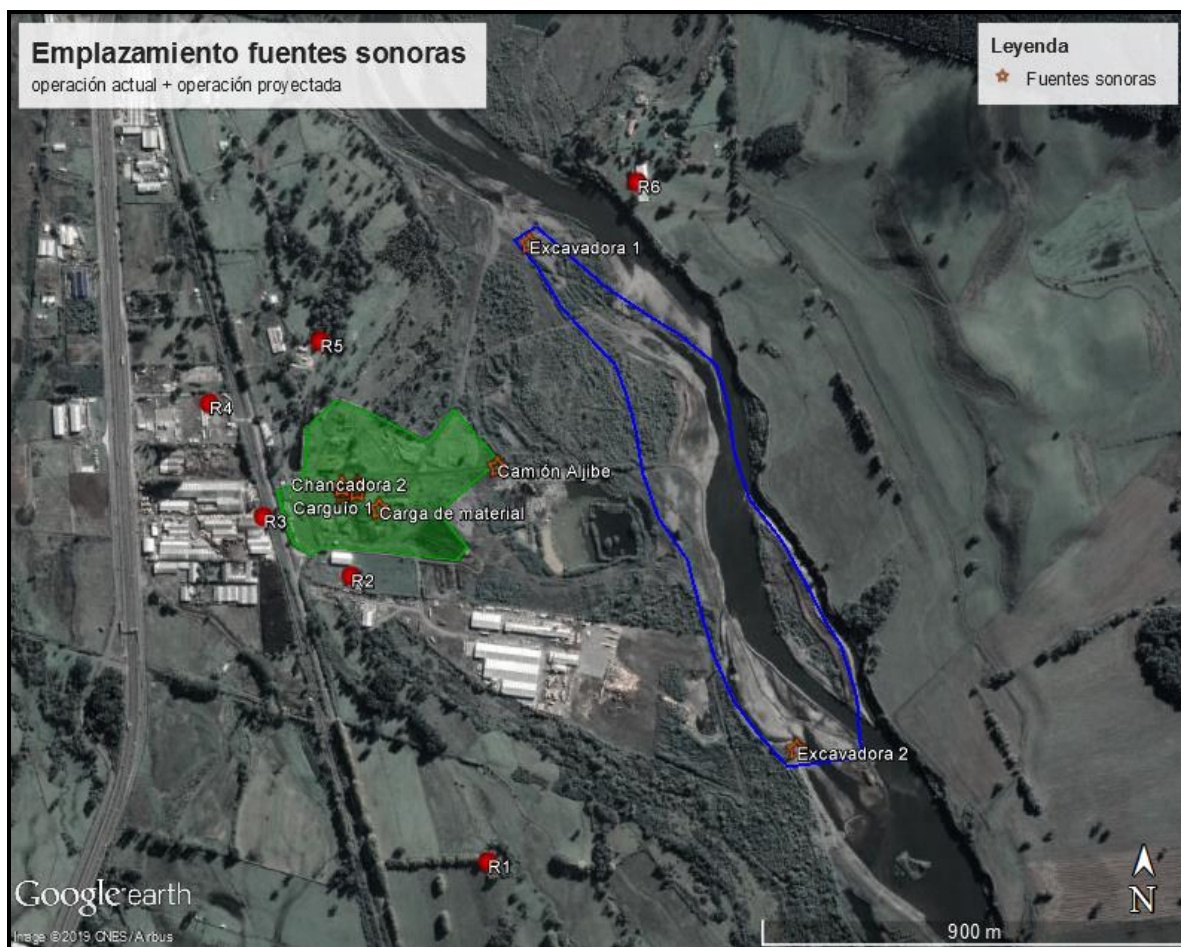 Emplazamiento fuentes sonoras
operación actual + operación proyectada
Leyenda
Fuentes sonoras
R6
Excavadora 1
R5
R4
Camión Aljibe
Chancadora 2
Carguío 1
Carga de material
R3
R2
Excavadora 2
R1
Google earth
N
900 m
Image © 2019 CNES / Airbus